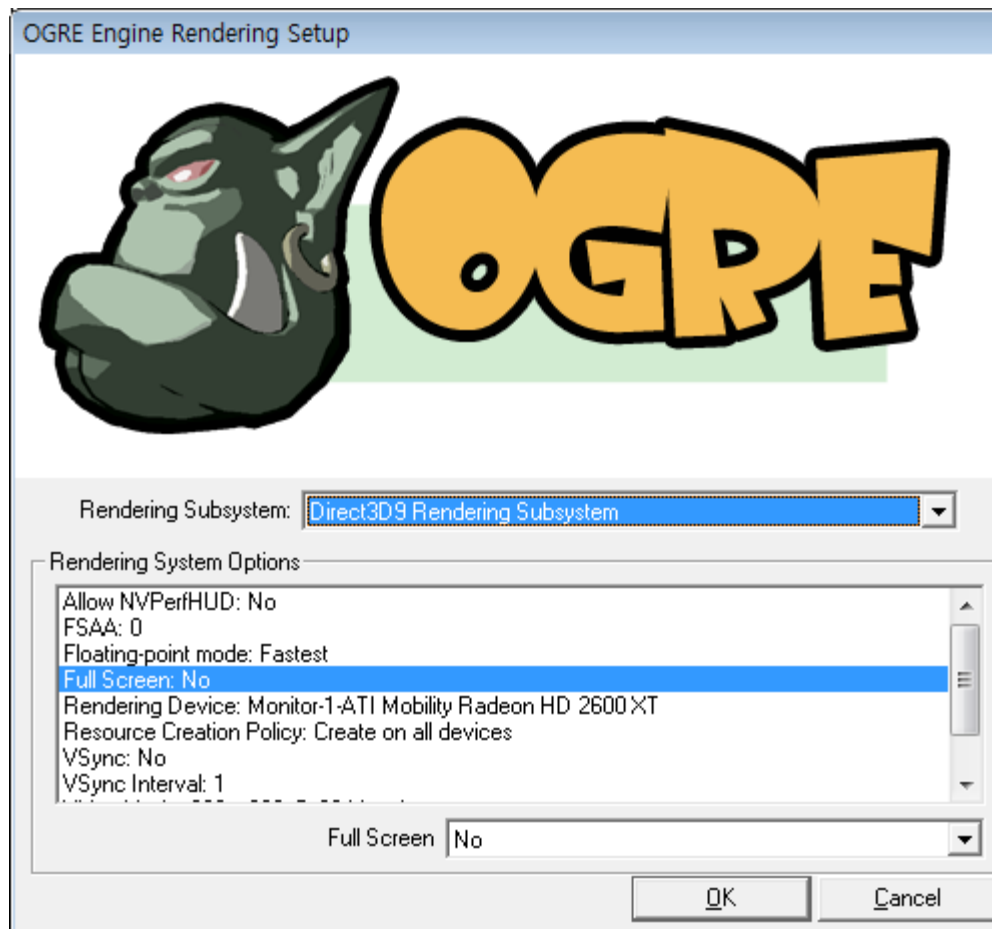 OGRE Engine Rendering Setup
OGRE
Rendering Subsystem: Direct3D9 Rendering Subsystem
Rendering System Options
Allow NVPerfHUD: No
FSAA: 0
Floating-point mode: Fastest
Full Screen: No
Rendering Device: Monitor-1-ATI Mobility Radeon HD 2600 XT
Resource Creation Policy: Create on all devices
VSync: No
VSync Interval: 1
Full Screen No
OK Cancel